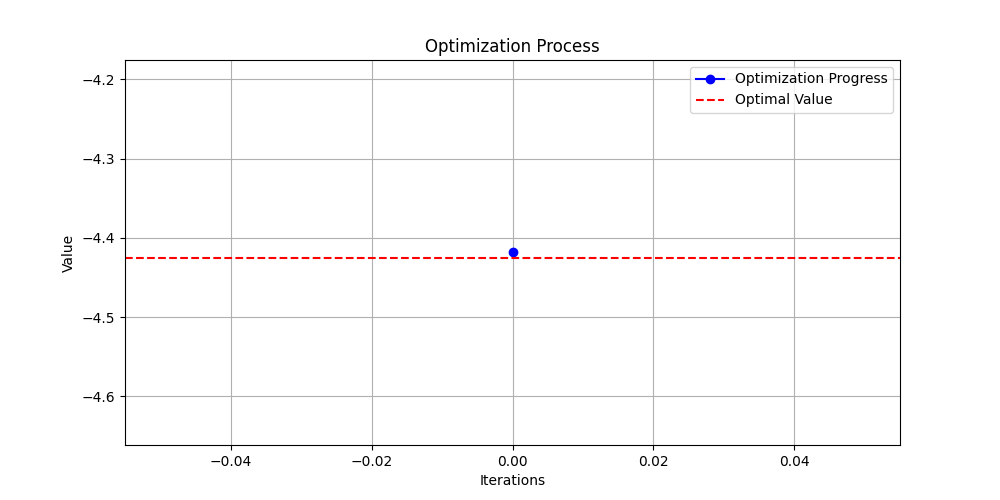 Optimization Process
Optimization Progress
Optimal Value
−4.2
−4.3
−4.4
−4.5
−4.6
Value
−0.04
−0.02
0.00
0.02
0.04
Iterations